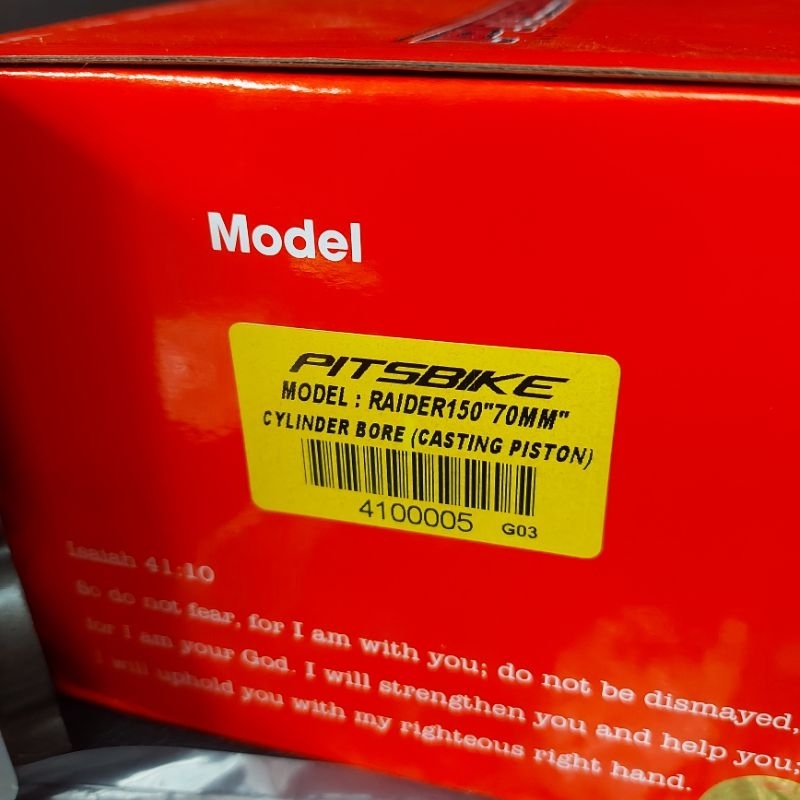 Model
PITSBIKE
MODEL : RAIDER150"70MM"
CYLINDER BORE (CASTING PISTON)
4100005 G03
Isaiah 41:10
So do not fear, for I am with you; do not be dismayed,
for I am your God. I will strengthen you and help you;
I will uphold you with my righteous right hand.